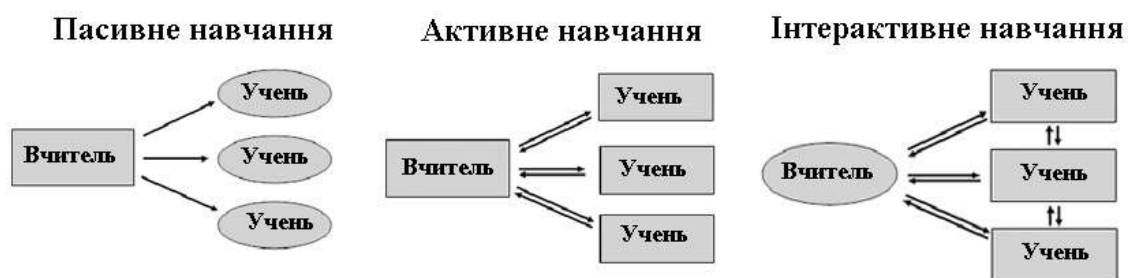 Пасивне навчання
Учень
Вчитель
Учень
Учень
Активне навчання
Учень
Вчитель
Учень
Учень
Інтерактивне навчання
Учень
Вчитель
Учень
Учень